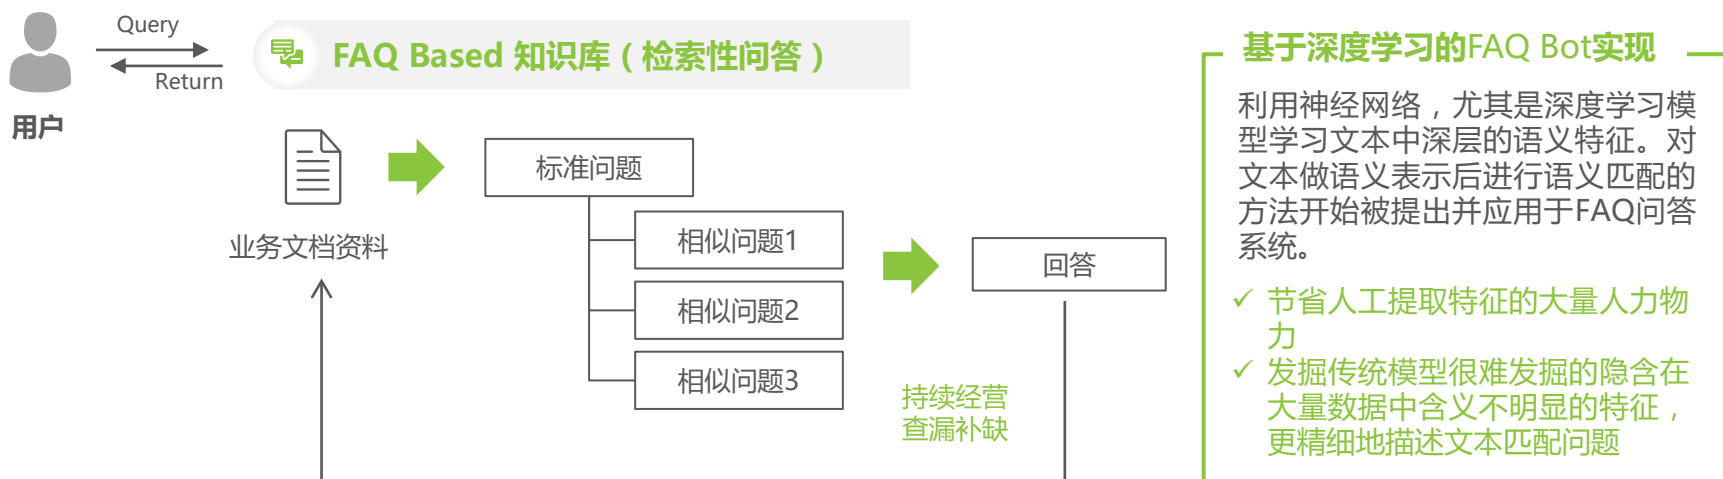 Query
Return
用户
FAQ Based 知识库（检索性问答）
业务文档资料
标准问题
相似问题1
相似问题2
相似问题3
回答
持续经营
查漏补缺
基于深度学习的FAQ Bot实现
利用神经网络，尤其是深度学习模
型学习文本中深层的语义特征。对
文本做语义表示后进行语义匹配的
方法开始被提出并应用于FAQ问答
系统。
✓ 节省人工提取特征的大量人力物
力
✓ 发掘传统模型很难发掘的隐含在
大量数据中含义不明显的特征，
更精细地描述文本匹配问题